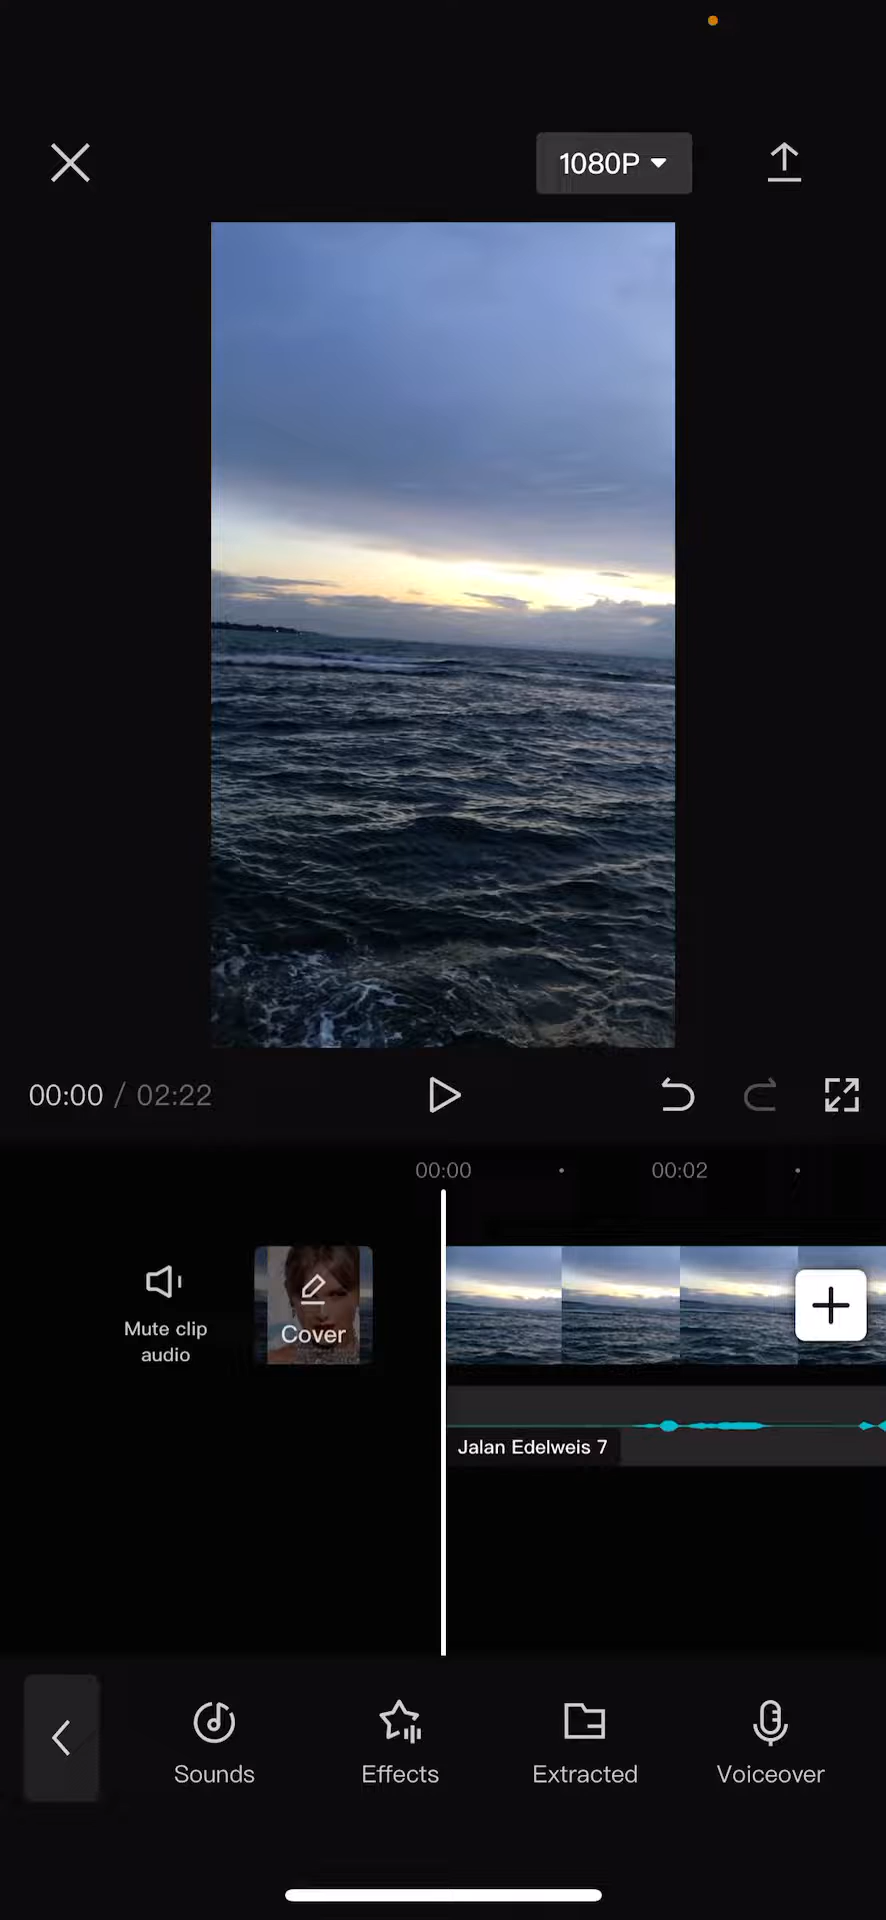 1080P
00:00 / 02:22
00:00
00:02
Mute clip
audio
Cover
Jalan Edelweis 7
Sounds
Effects
Extracted
Voiceover